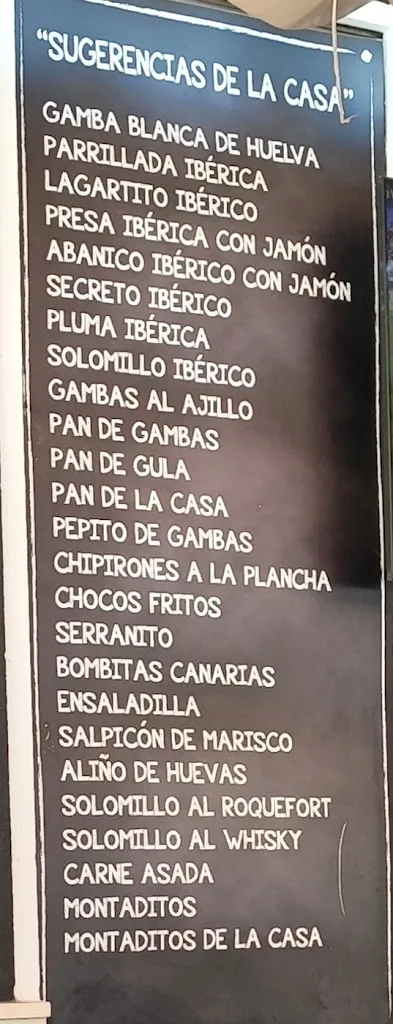 "SUGERENCIAS DE LA CASA"
GAMBA BLANCA DE HUELVA
PARRILLADA IBÉRICA
LAGARTITO IBÉRICO
PRESA IBÉRICA CON JAMÓN
ABANICO IBÉRICO CON JAMÓN
SECRETO IBÉRICO
PLUMA IBÉRICA
SOLOMILLO IBÉRICO
GAMBAS AL AJILLO
PAN DE GAMBAS
PAN DE GULA
PAN DE LA CASA
PEPITO DE GAMBAS
CHIPIRONES A LA PLANCHA
CHOCOS FRITOS
SERRANITO
BOMBITAS CANARIAS
ENSALADILLA
SALPICÓN DE MARISCO
ALIÑO DE HUEVAS
SOLOMILLO AL ROQUEFORT
SOLOMILLO AL WHISKY
CARNE ASADA
MONTADITOS
MONTADITOS DE LA CASA